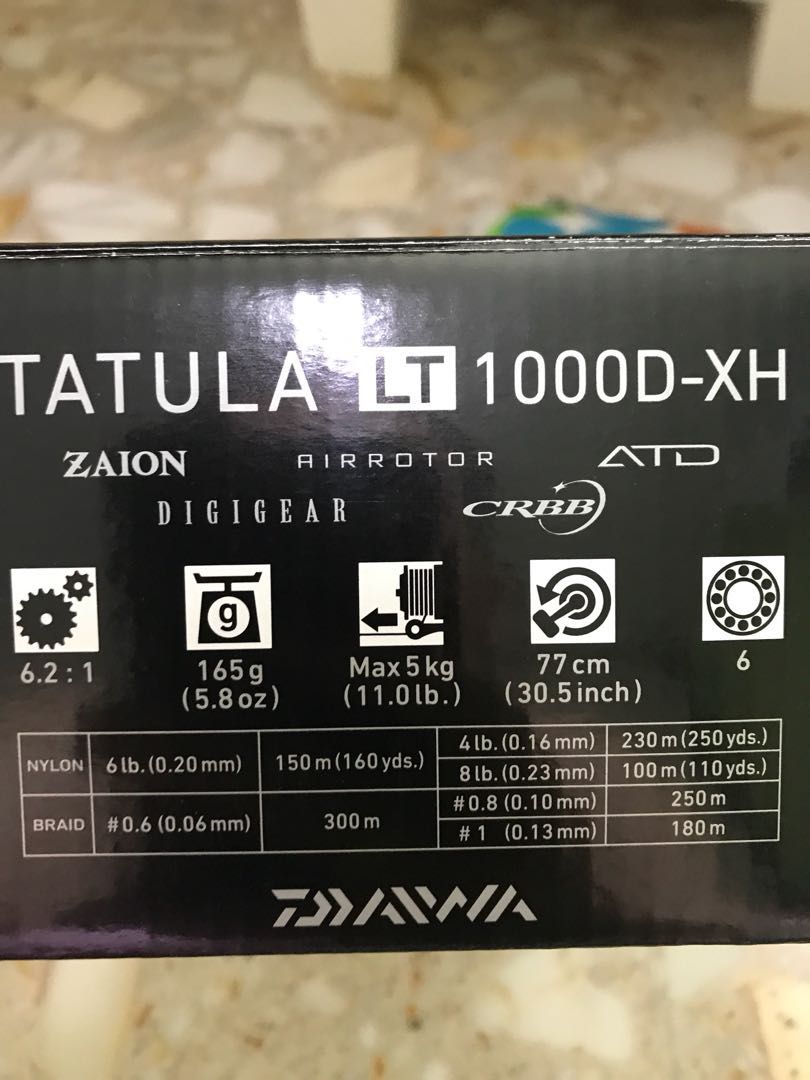 TATULA LT 1000D-XH
ZAION AIRROTOR ATD
DIGIGEAR CRBB
g
6.2:1 165g Max 5kg 77cm 6
(5.8oz) (11.0lb.) (30.5inch)
NYLON 6lb.(0.20mm) 150m(160yds.) 4lb.(0.16mm) 230m(250yds.)
8lb.(0.23mm) 100m(110yds.)
BRAID #0.6(0.06mm) 300m #0.8(0.10mm) 250m
#1 (0.13mm) 180m
DAIWA